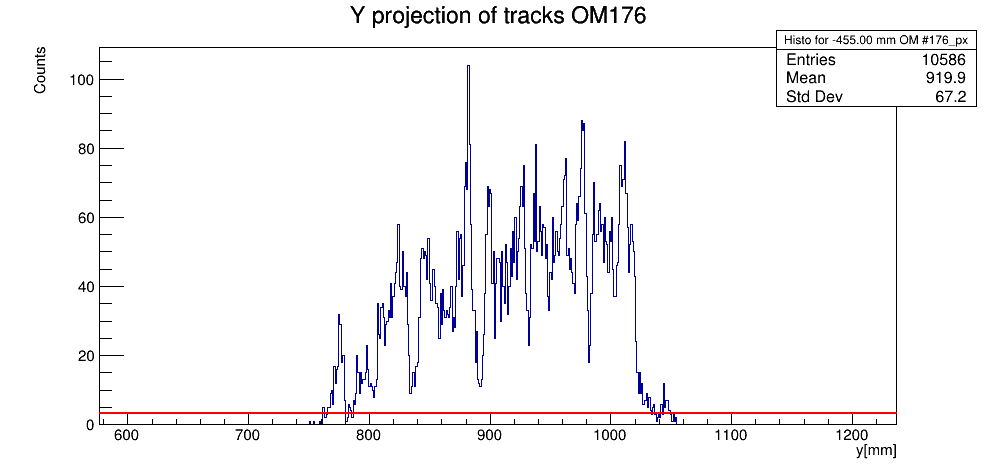 Y projection of tracks OM176
Histo for -455.00 mm OM #176_px
Entries 10586
Mean 919.9
Std Dev 67.2
Counts
100
80
60
40
20
0
600 700 800 900 1000 1100 1200
y[mm]